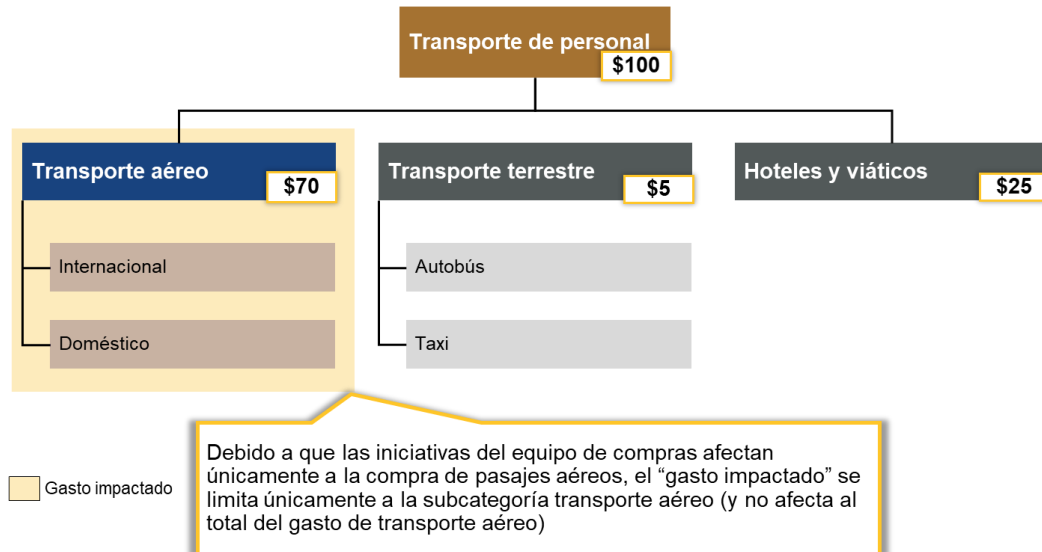 Transporte de personal
$100
Transporte aéreo
$70
Transporte terrestre
$5
Hoteles y viáticos
$25
Internacional
Autobús
Doméstico
Taxi
Debido a que las iniciativas del equipo de compras afectan
únicamente a la compra de pasajes aéreos, el “gasto impactado” se
limita únicamente a la subcategoría transporte aéreo (y no afecta al
total del gasto de transporte aéreo)
Gasto impactado